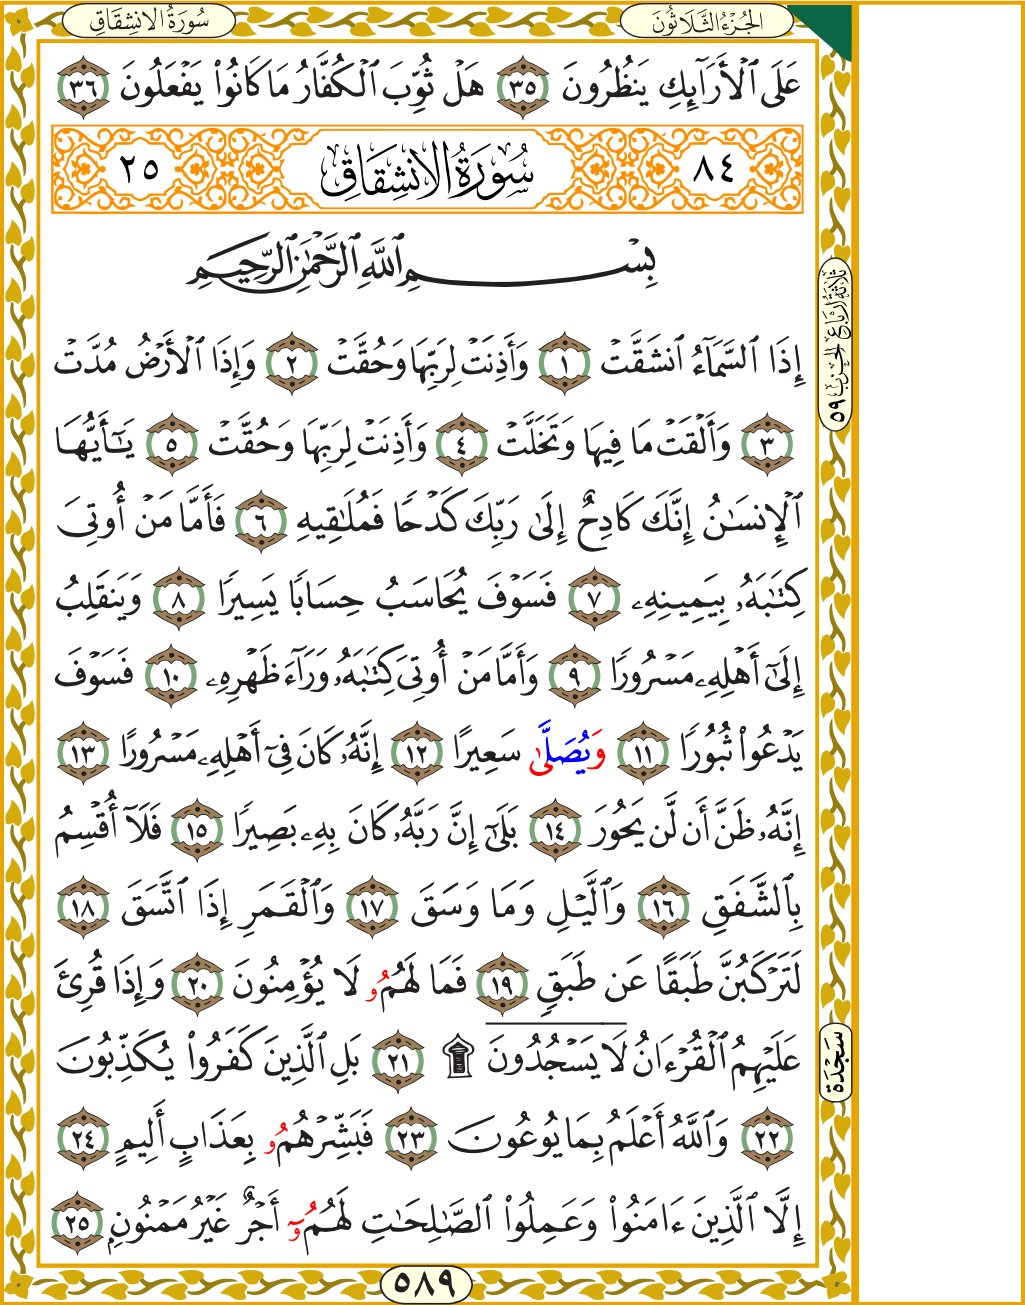 سُورَةُ الانشِقَاقِ الجُزْءُ الثَّلَاثُونَ
عَلَى ٱلۡأَرَآئِكِ يَنظُرُونَ ٣٥ هَلۡ ثُوِّبَ ٱلۡكُفَّارُ مَا كَانُواْ يَفۡعَلُونَ ٣٦
٨٤ سُورَةُ الانشِقَاقِ ٢٥
بِسۡمِ ٱللَّهِ ٱلرَّحۡمَٰنِ ٱلرَّحِيمِ
إِذَا ٱلسَّمَآءُ ٱنشَقَّتۡ ١ وَأَذِنَتۡ لِرَبِّهَا وَحُقَّتۡ ٢ وَإِذَا ٱلۡأَرۡضُ مُدَّتۡ
٣ وَأَلۡقَتۡ مَا فِيهَا وَتَخَلَّتۡ ٤ وَأَذِنَتۡ لِرَبِّهَا وَحُقَّتۡ ٥ يَٰٓأَيُّهَا
ٱلۡإِنسَٰنُ إِنَّكَ كَادِحٌ إِلَىٰ رَبِّكَ كَدۡحٗا فَمُلَٰقِيهِ ٦ فَأَمَّا مَنۡ أُوتِيَ
كِتَٰبَهُۥ بِيَمِينِهِۦ ٧ فَسَوۡفَ يُحَاسَبُ حِسَابٗا يَسِيرٗا ٨ وَيَنقَلِبُ
إِلَىٰٓ أَهۡلِهِۦ مَسۡرُورٗا ٩ وَأَمَّا مَنۡ أُوتِيَ كِتَٰبَهُۥ وَرَآءَ ظَهۡرِهِۦ ١٠ فَسَوۡفَ
يَدۡعُواْ ثُبُورٗا ١١ وَيُصَلَّىٰ سَعِيرًا ١٢ إِنَّهُۥ كَانَ فِيٓ أَهۡلِهِۦ مَسۡرُورًا ١٣
إِنَّهُۥ ظَنَّ أَن لَّن يَحُورَ ١٤ بَلَىٰٓ إِنَّ رَبَّهُۥ كَانَ بِهِۦ بَصِيرٗا ١٥ فَلَآ أُقۡسِمُ
بِٱلشَّفَقِ ١٦ وَٱلَّيۡلِ وَمَا وَسَقَ ١٧ وَٱلۡقَمَرِ إِذَا ٱتَّسَقَ ١٨
لَتَرۡكَبُنَّ طَبَقًا عَن طَبَقٖ ١٩ فَمَا لَهُمُۥ لَا يُؤۡمِنُونَ ٢٠ وَإِذَا قُرِئَ
عَلَيۡهِمُ ٱلۡقُرۡءَانُ لَا يَسۡجُدُونَ ۩ ٢١ بَلِ ٱلَّذِينَ كَفَرُواْ يُكَذِّبُونَ
٢٢ وَٱللَّهُ أَعۡلَمُ بِمَا يُوعُونَ ٢٣ فَبَشِّرۡهُمُۥ بِعَذَابٍ أَلِيمٍ ٢٤
إِلَّا ٱلَّذِينَ ءَامَنُواْ وَعَمِلُواْ ٱلصَّٰلِحَٰتِ لَهُمُۥٓ أَجۡرٌ غَيۡرُ مَمۡنُونِۭ ٢٥
ثلاثة أرباع الحزب ٥٩
سَجْدَة
٥٨٩